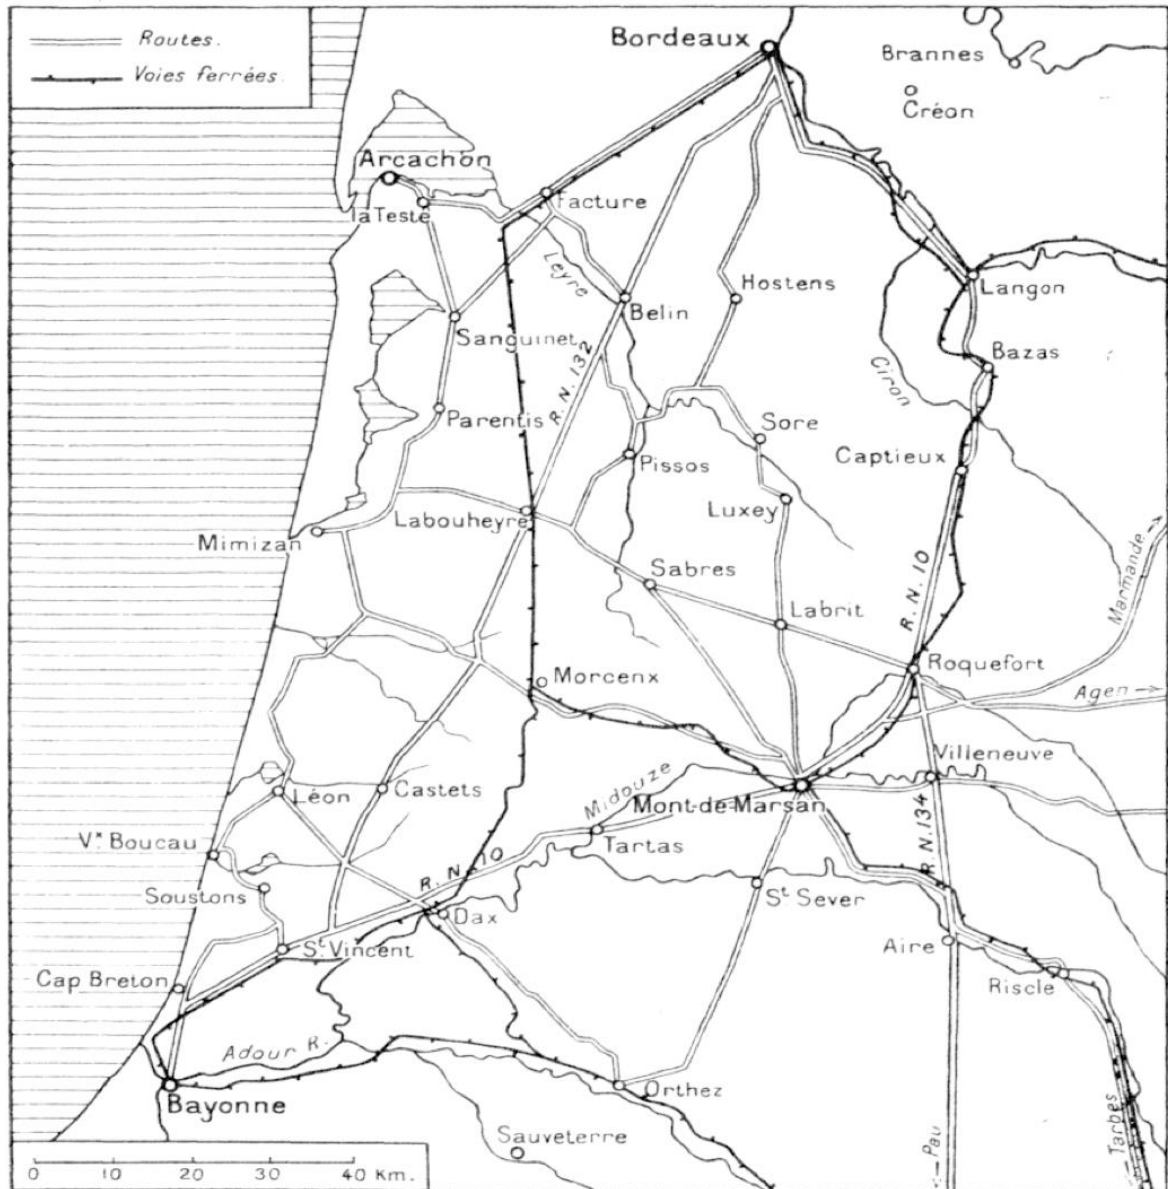 Routes.
Voies ferrées.
Bordeaux
Brannes
Créon
Arcachon
la Teste
Facture
Leyre
Hostens
Langon
Belin
Sanguinet
R. N. 132
Bazas
Ciron
Parentis
Sore
Captieux
Pissos
Luxey
Labouheyre
Mimizan
Marmande
Sabres
R. N. 10
Labrit
Roquefort
Morcenx
Agen
Villeneuve
Léon
Castets
Midouze
Mont-de-Marsan
Vx Boucau
Tartas
R. N. 134
R. N. 10
Soustons
St Sever
Dax
St Vincent
Aire
Cap Breton
Riscle
Adour R.
Orthez
Bayonne
Sauveterre
Pau
Tarbes
0 10 20 30 40 Km.